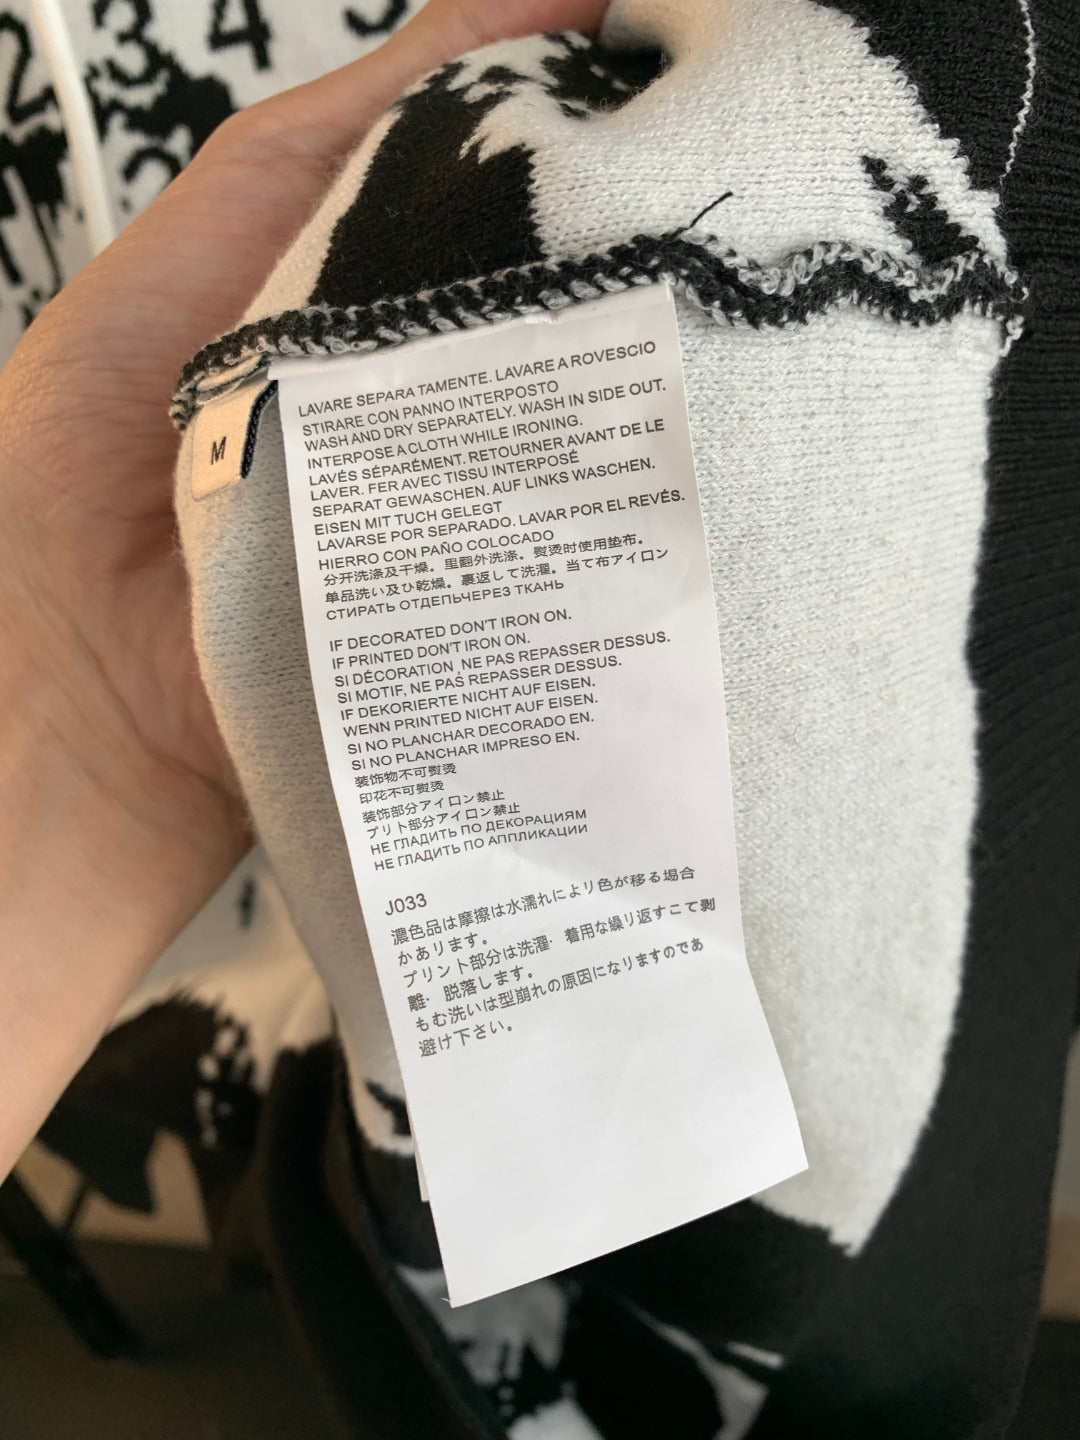 2 3 4
M
LAVARE SEPARA TAMENTE. LAVARE A ROVESCIO
STIRARE CON PANNO INTERPOSTO
WASH AND DRY SEPARATELY. WASH IN SIDE OUT.
INTERPOSE A CLOTH WHILE IRONING.
LAVÉS SÉPARÉMENT. RETOURNER AVANT DE LE
LAVER. FER AVEC TISSU INTERPOSÉ
SEPARAT GEWASCHEN. AUF LINKS WASCHEN.
EISEN MIT TUCH GELEGT
LAVARSE POR SEPARADO. LAVAR POR EL REVÉS.
HIERRO CON PAÑO COLOCADO
分开洗涤及干燥。里翻外洗涤。熨烫时使用垫布。
单品洗い及ひ乾燥。裏返して洗濯。当て布アイロン
СТИРАТЬ ОТДЕПЬЧЕРЕЗ ТКАНЬ
IF DECORATED DON'T IRON ON.
IF PRINTED DON'T IRON ON.
SI DÉCORATION NE PAS REPASSER DESSUS.
SI MOTIF, NE PAS REPASSER DESSUS.
IF DEKORIERTE NICHT AUF EISEN.
WENN PRINTED NICHT AUF EISEN.
SI NO PLANCHAR DECORADO EN.
SI NO PLANCHAR IMPRESO EN.
装饰物不可熨烫
印花不可熨烫
装饰部分アイロン禁止
プリト部分アイロン禁止
НЕ ГЛАДИТЬ ПО ДЕКОРАЦИЯМ
НЕ ГЛАДИТЬ ПО АППЛИКАЦИИ
J033
濃色品は摩擦は水濡れにより色が移る場合
かあリます。
プリント部分は洗濯· 着用な繰り返すこて剥
離· 脱落します。
もむ洗いは型崩れの原因になりますのであ
避け下さい。